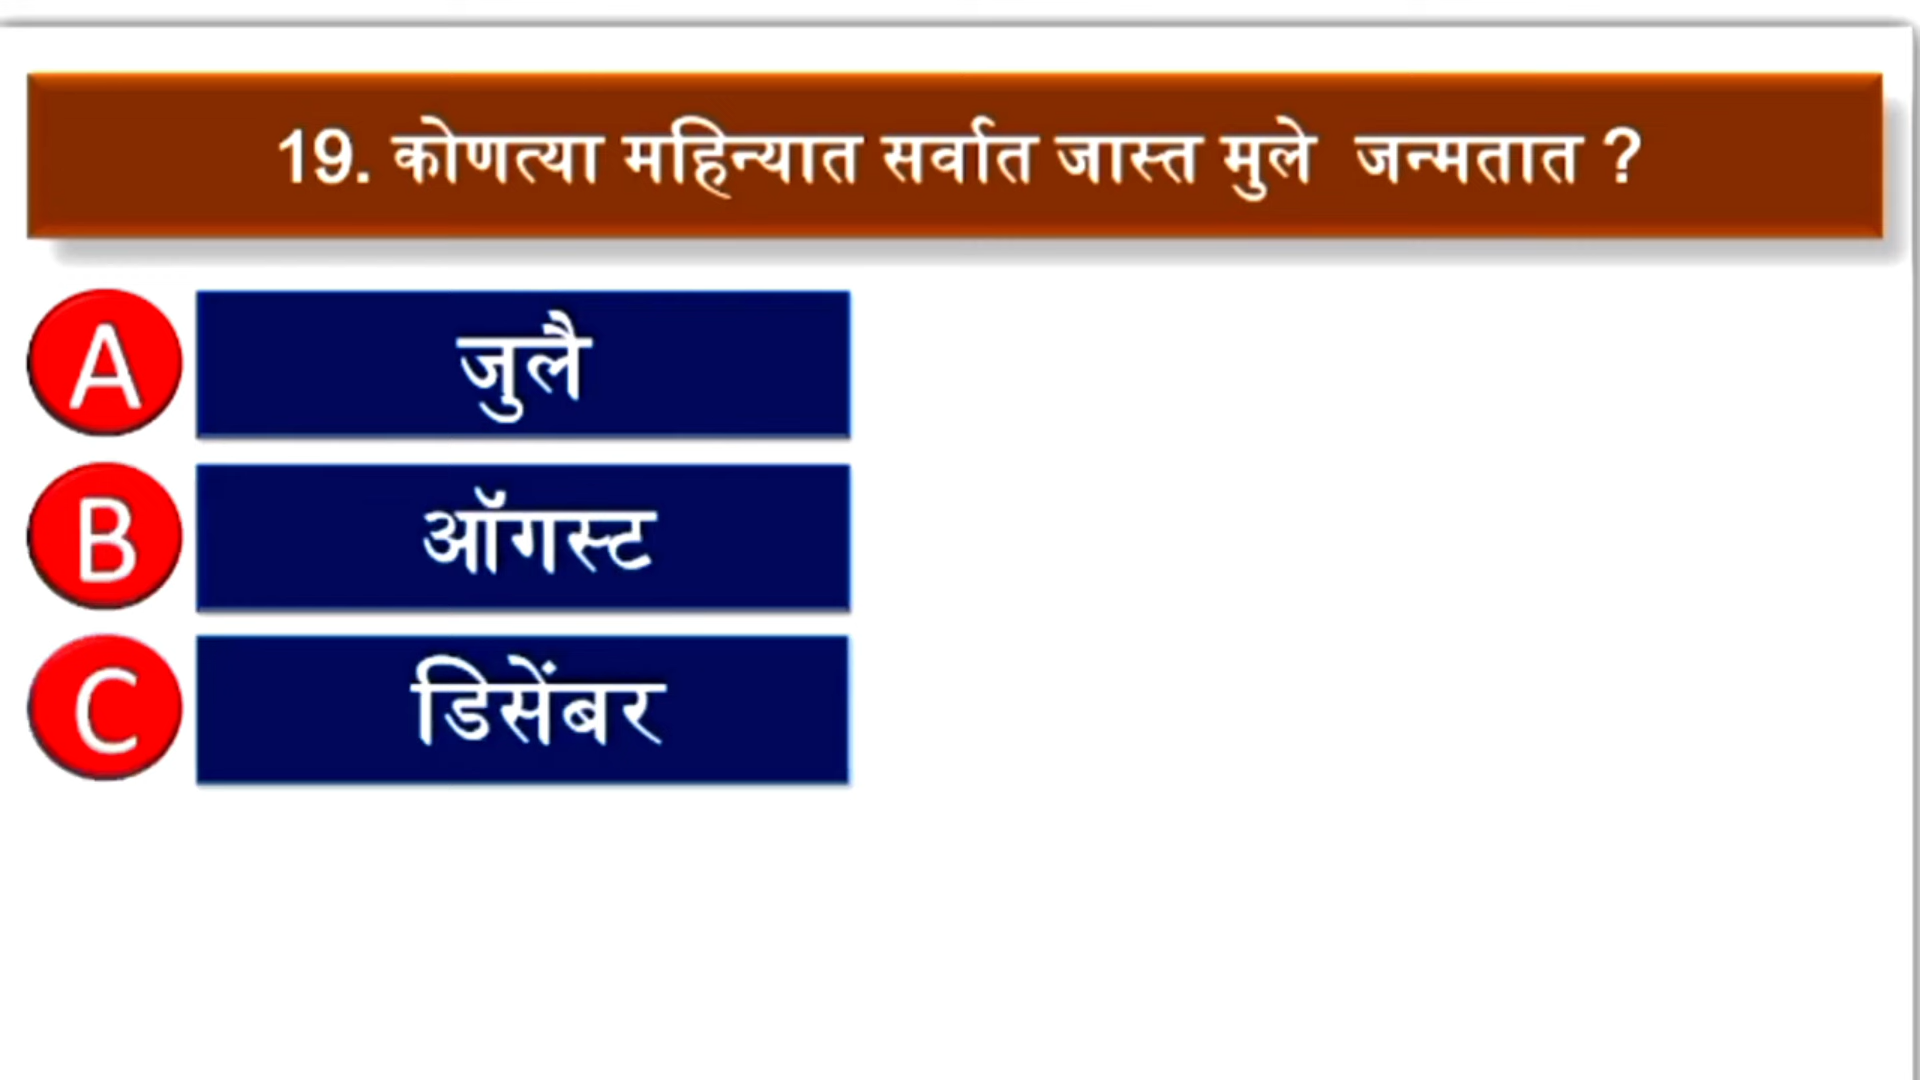 19. कोणत्या महिन्यात सर्वात जास्त मुले जन्मतात ?
A जुलै
B ऑगस्ट
C डिसेंबर